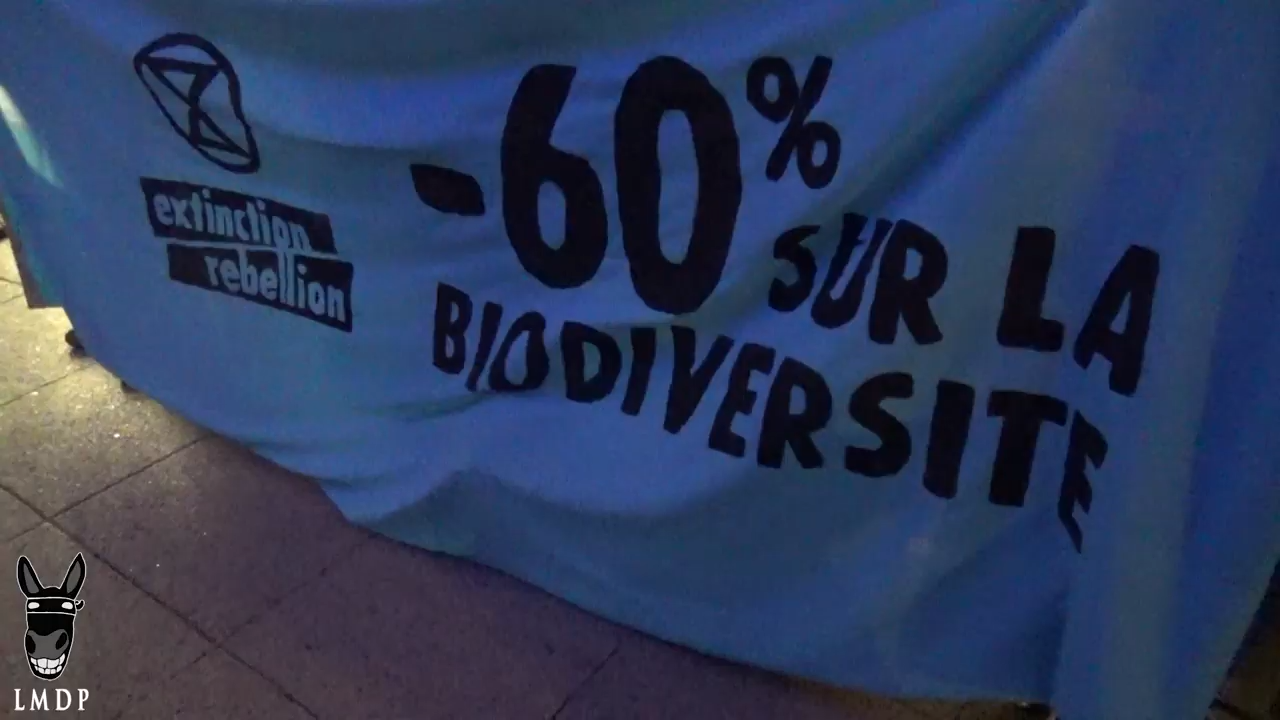 extinction
rebellion
-60% SUR LA
BIODIVERSITE
LMDP